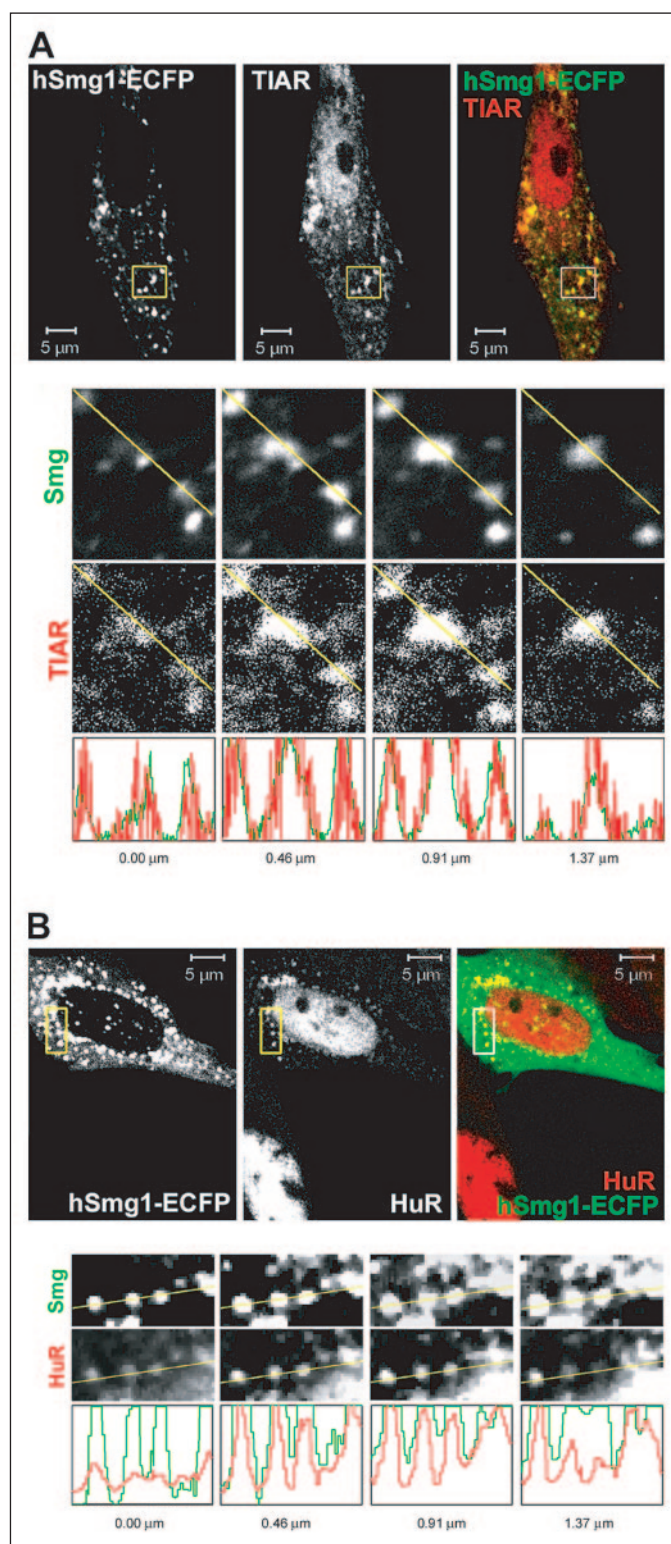 A
hSmg1-ECFP
TIAR
hSmg1-ECFP
TIAR
5 µm
5 µm
5 µm
Smg
TIAR
0.00 µm
0.46 µm
0.91 µm
1.37 µm
B
5 µm
5 µm
5 µm
hSmg1-ECFP
HuR
HuR
hSmg1-ECFP
Smg
HuR
0.00 µm
0.46 µm
0.91 µm
1.37 µm